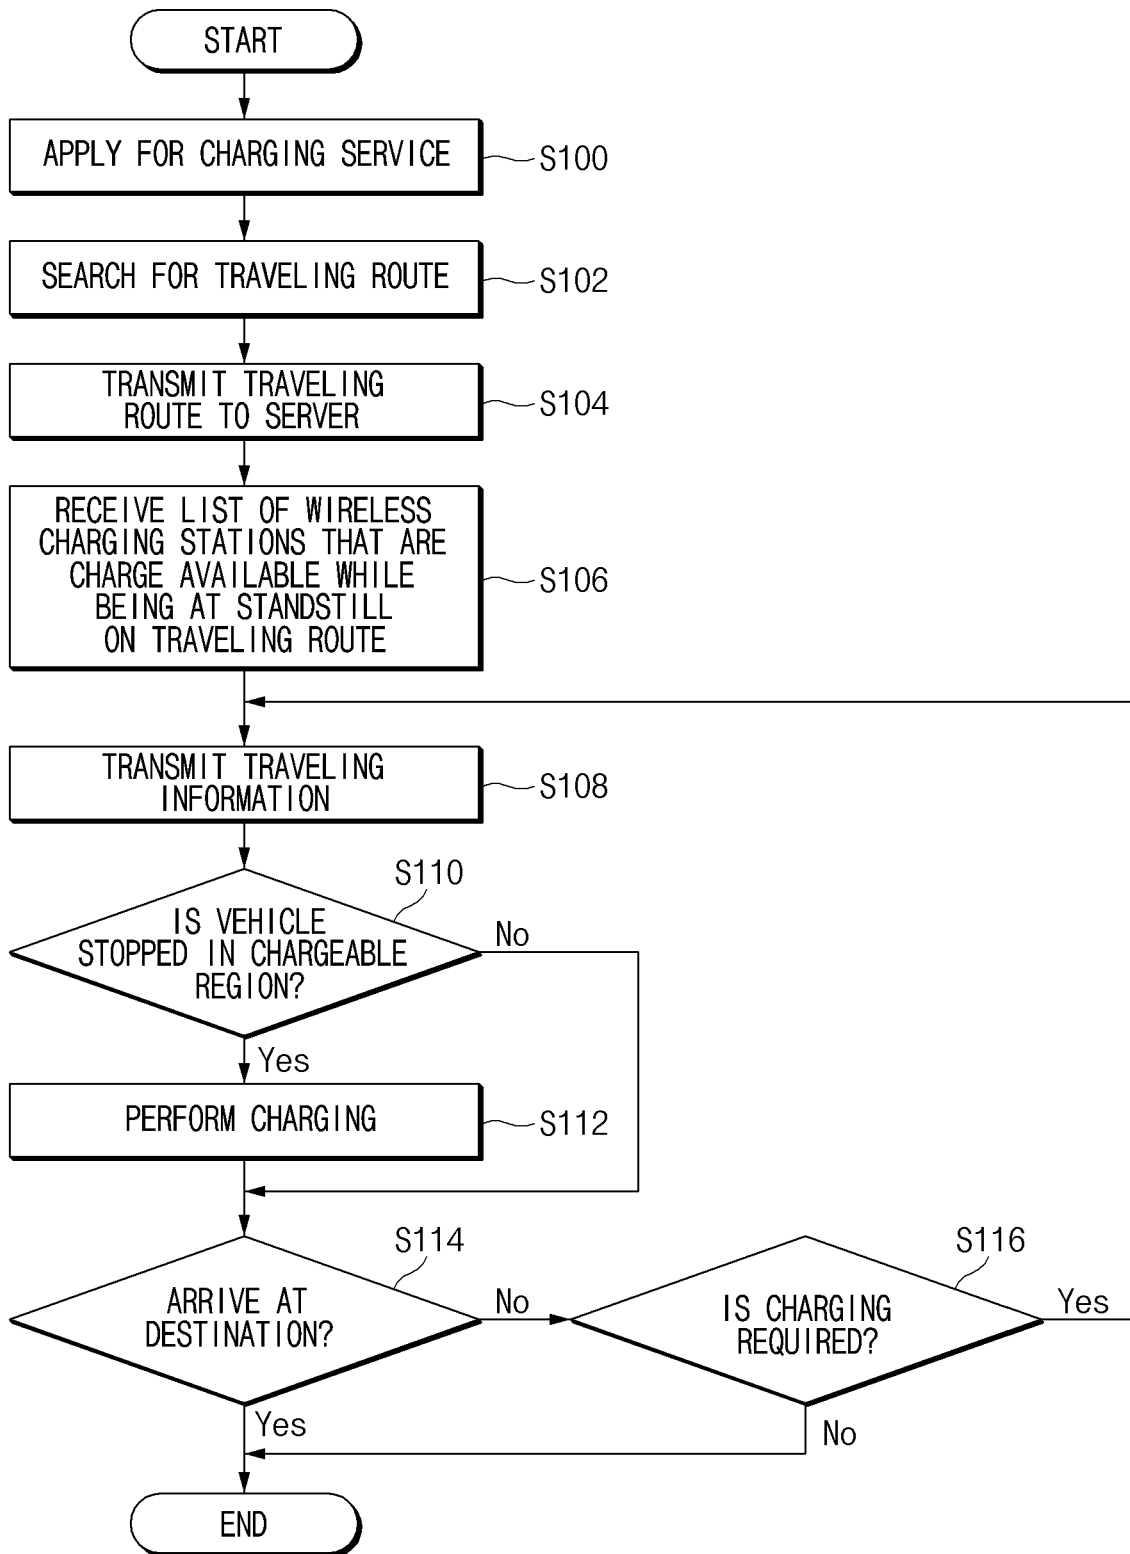 START
APPLY FOR CHARGING SERVICE
S100
SEARCH FOR TRAVELING ROUTE
S102
TRANSMIT TRAVELING
ROUTE TO SERVER
S104
RECEIVE LIST OF WIRELESS
CHARGING STATIONS THAT ARE
CHARGE AVAILABLE WHILE
BEING AT STANDSTILL
ON TRAVELING ROUTE
S106
TRANSMIT TRAVELING
INFORMATION
S108
S110
IS VEHICLE
STOPPED IN CHARGEABLE
REGION?
No
Yes
PERFORM CHARGING
S112
S114
ARRIVE AT
DESTINATION?
No
Yes
S116
IS CHARGING
REQUIRED?
Yes
No
END